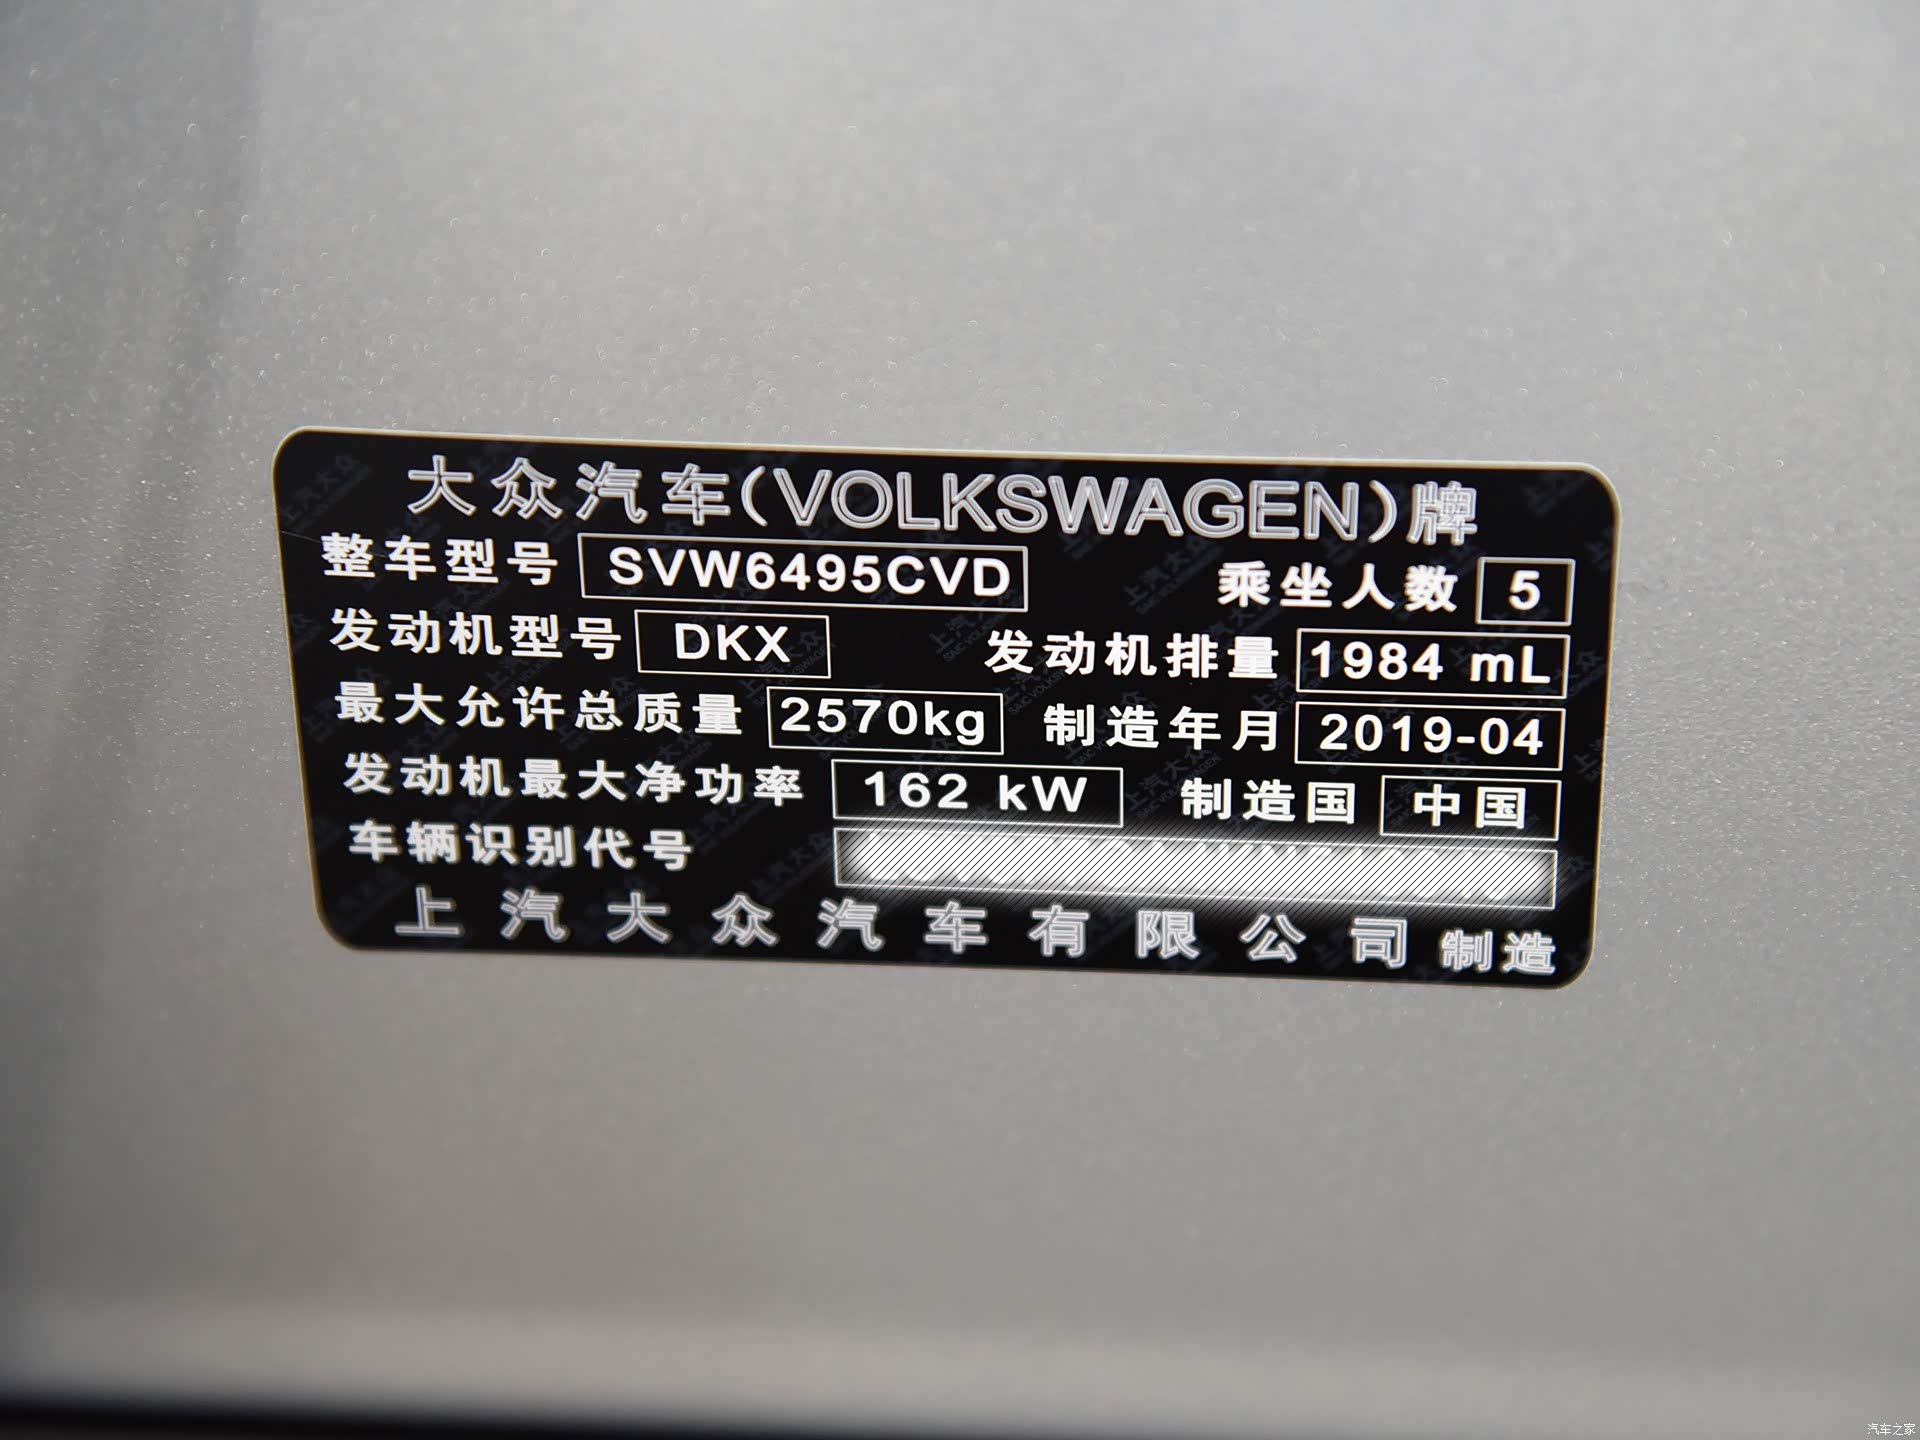 大众汽车(VOLKSWAGEN)牌
整车型号 SVW6495CVD 乘坐人数 5
发动机型号 DKX 发动机排量 1984 mL
最大允许总质量 2570kg 制造年月 2019-04
发动机最大净功率 162 kW 制造国 中国
车辆识别代号
上汽大众汽车有限公司 制造
汽车之家